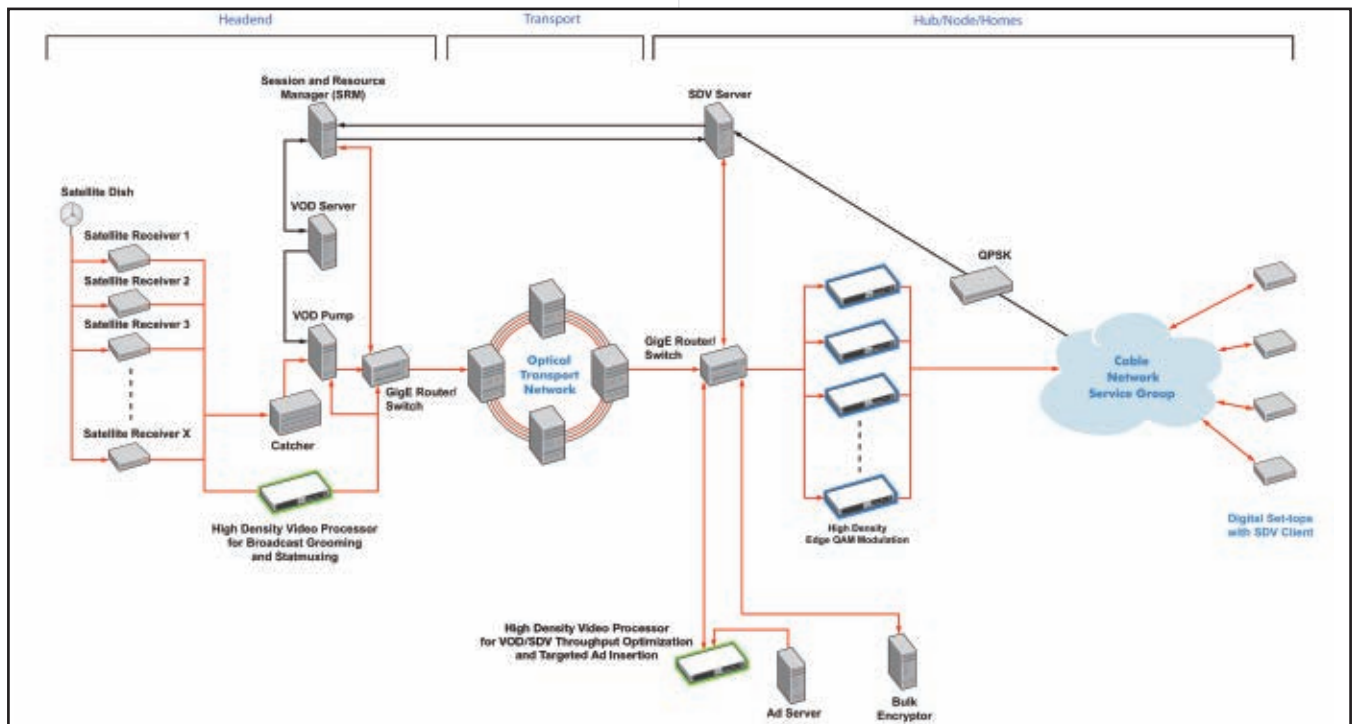 Headend
Transport
Hub/Node/Homes
Session and Resource
Manager (SRM)
SDV Server
Satellite Dish
VOD Server
Satellite Receiver 1
QPSK
Satellite Receiver 2
VOD Pump
Satellite Receiver 3
GigE Router/
Switch
Optical
Transport
Network
Cable
Network
Service Group
GigE Router/
Switch
Satellite Receiver X
Catcher
High Density Video Processor
for Broadcast Grooming
and Statmuxing
High Density
Edge QAM Modulation
Digital Set-tops
with SDV Client
High Density Video Processor
for VOD/SDV Throughput Optimization
and Targeted Ad Insertion
Ad Server
Bulk
Encryptor